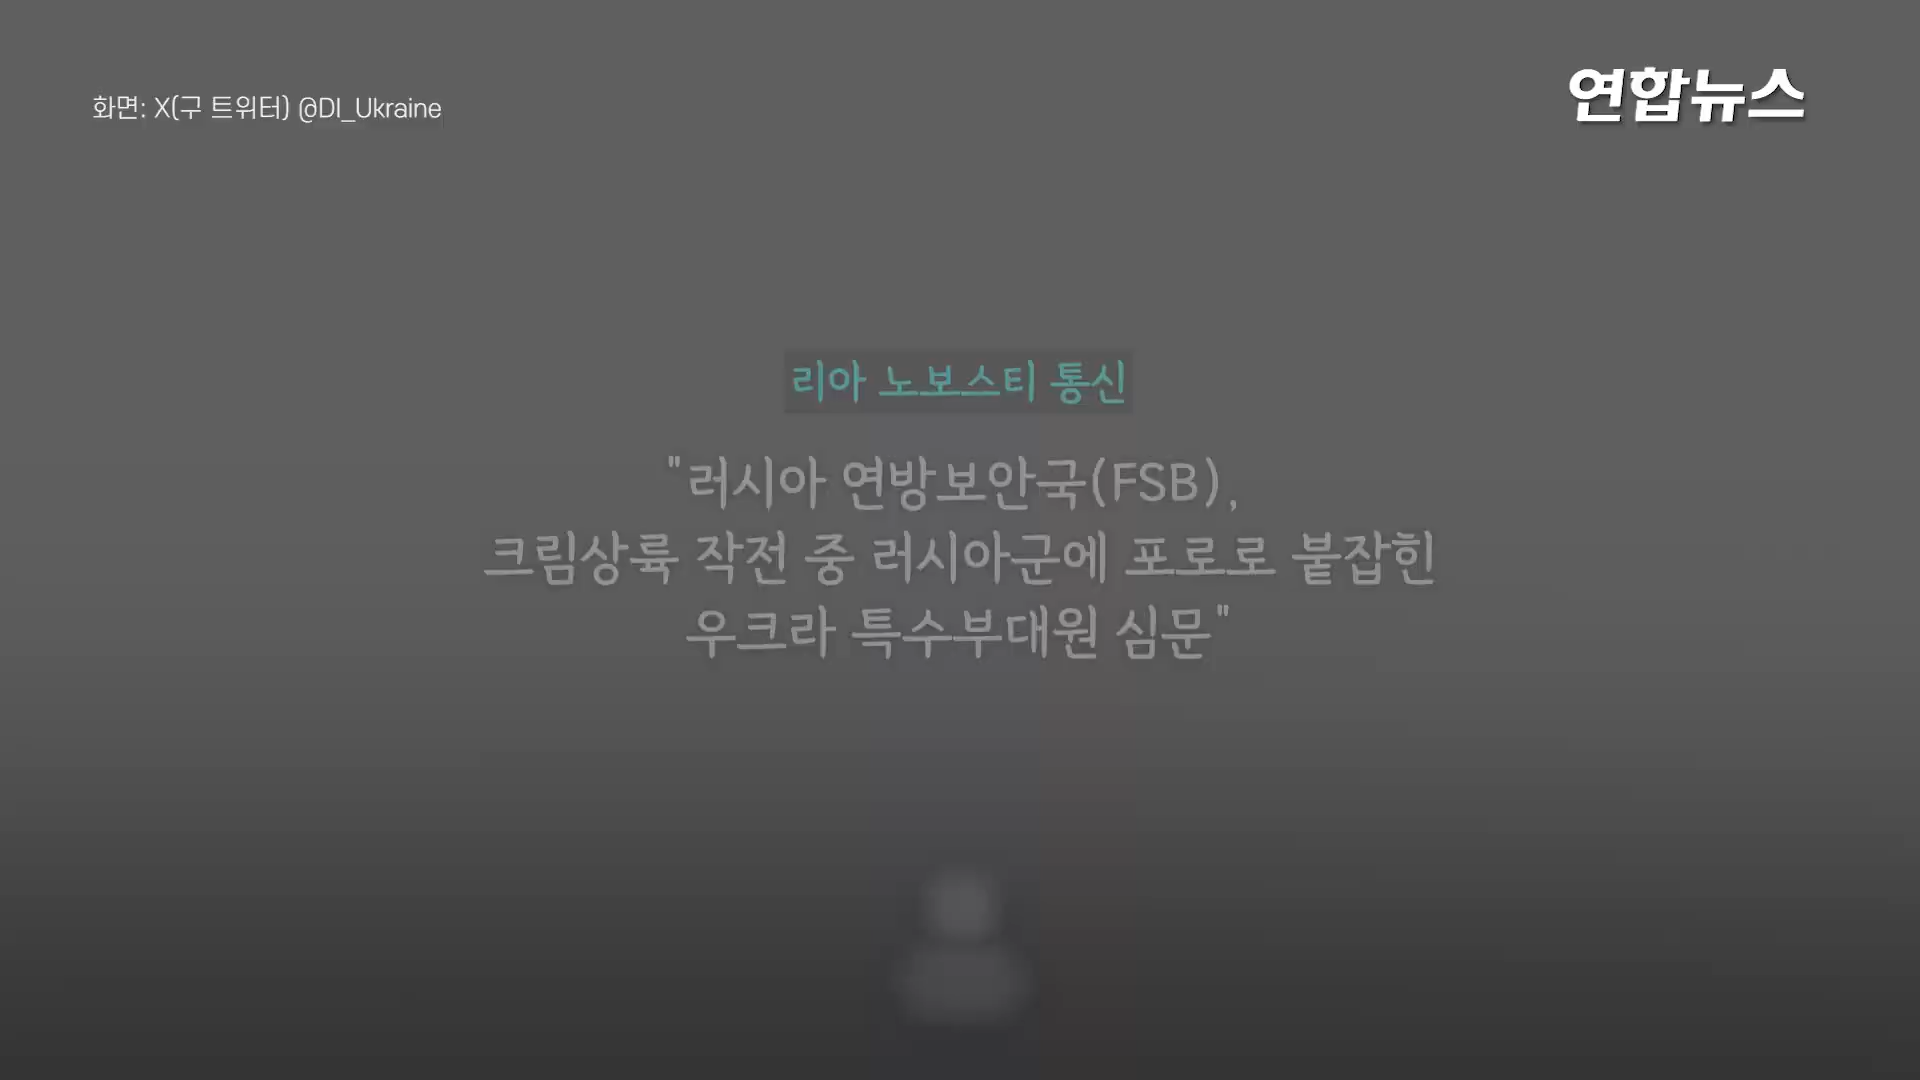 화면: X(구 트위터) @DI_Ukraine
연합뉴스
리아 노보스티 통신
"러시아 연방보안국(FSB),
크림상륙 작전 중 러시아군에 포로로 붙잡힌
우크라 특수부대원 심문"